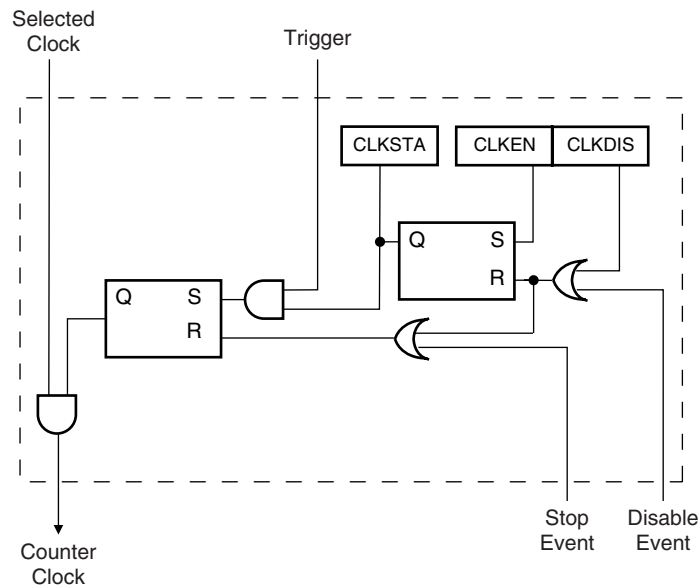 Selected
Clock
Trigger
CLKSTA
CLKEN
CLKDIS
Q
S
R
Q
S
R
Stop
Event
Disable
Event
Counter
Clock